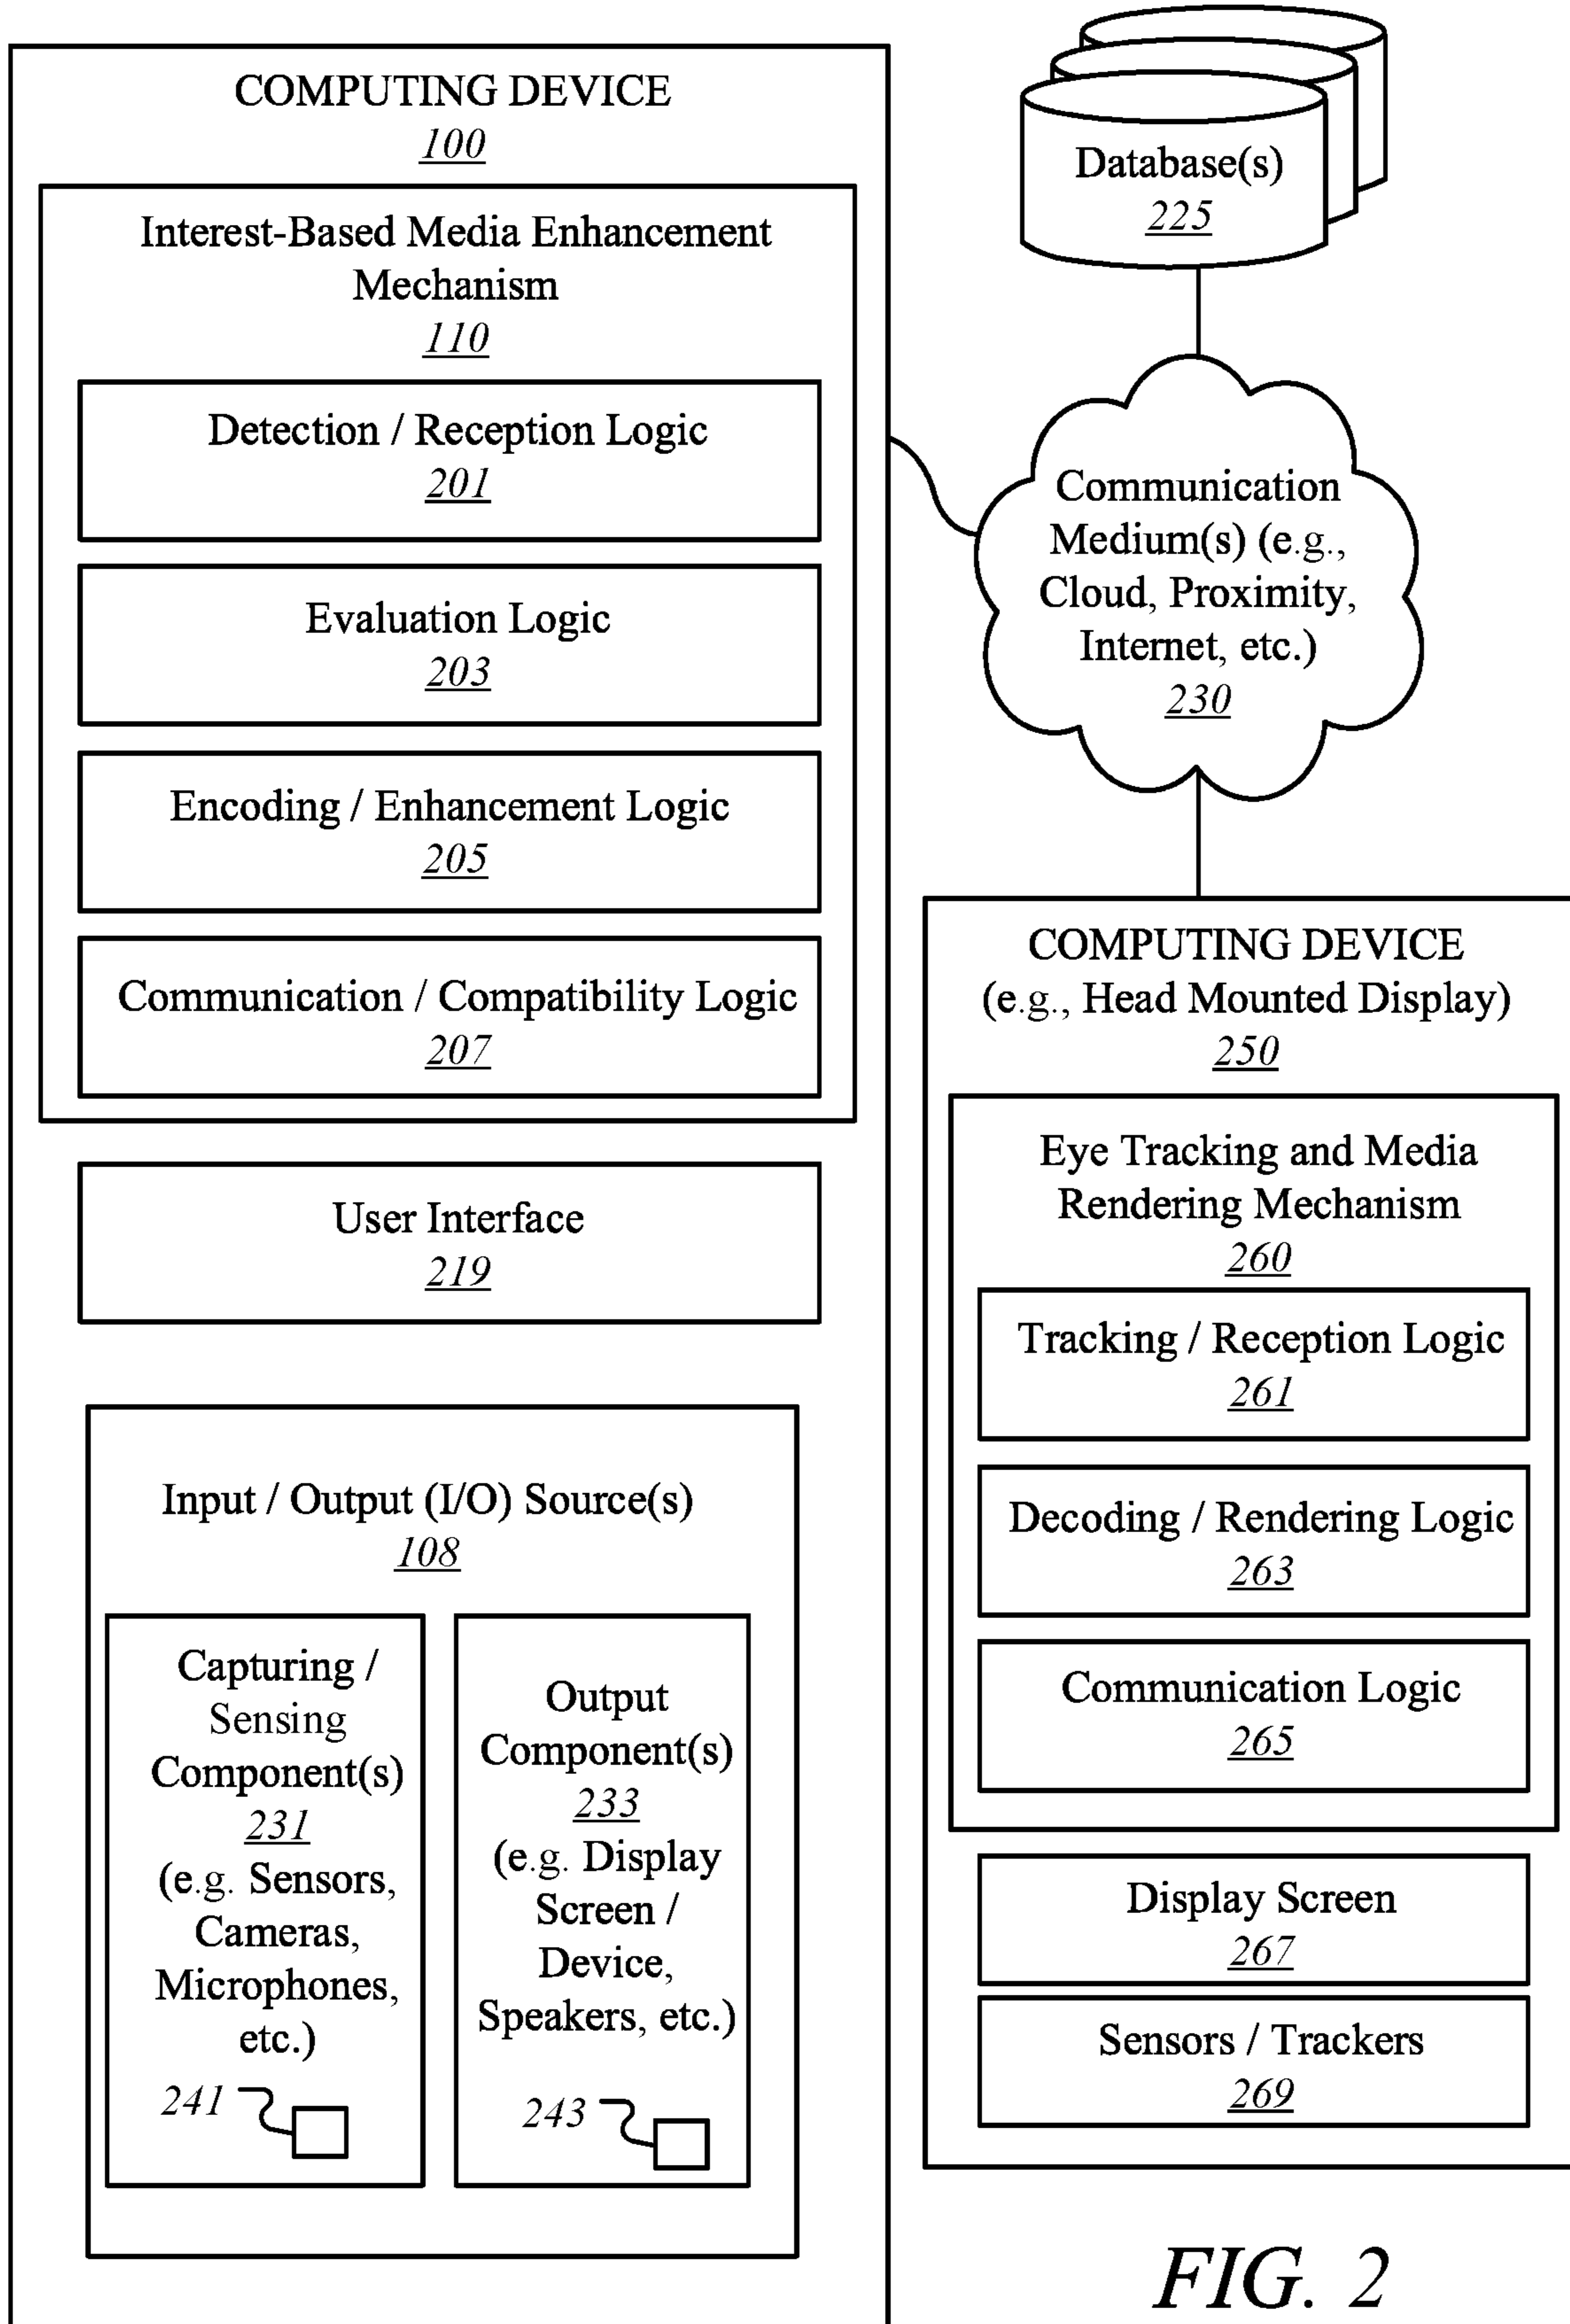 COMPUTING DEVICE
100
Interest-Based Media Enhancement
Mechanism
110
Detection / Reception Logic
201
Evaluation Logic
203
Encoding / Enhancement Logic
205
Communication / Compatibility Logic
207
User Interface
219
Input / Output (I/O) Source(s)
108
Capturing /
Sensing
Component(s)
231
(e.g. Sensors,
Cameras,
Microphones,
etc.)
241
Output
Component(s)
233
(e.g. Display
Screen /
Device,
Speakers, etc.)
243
Database(s)
225
Communication
Medium(s) (e.g.,
Cloud, Proximity,
Internet, etc.)
230
COMPUTING DEVICE
(e.g., Head Mounted Display)
250
Eye Tracking and Media
Rendering Mechanism
260
Tracking / Reception Logic
261
Decoding / Rendering Logic
263
Communication Logic
265
Display Screen
267
Sensors / Trackers
269
FIG. 2